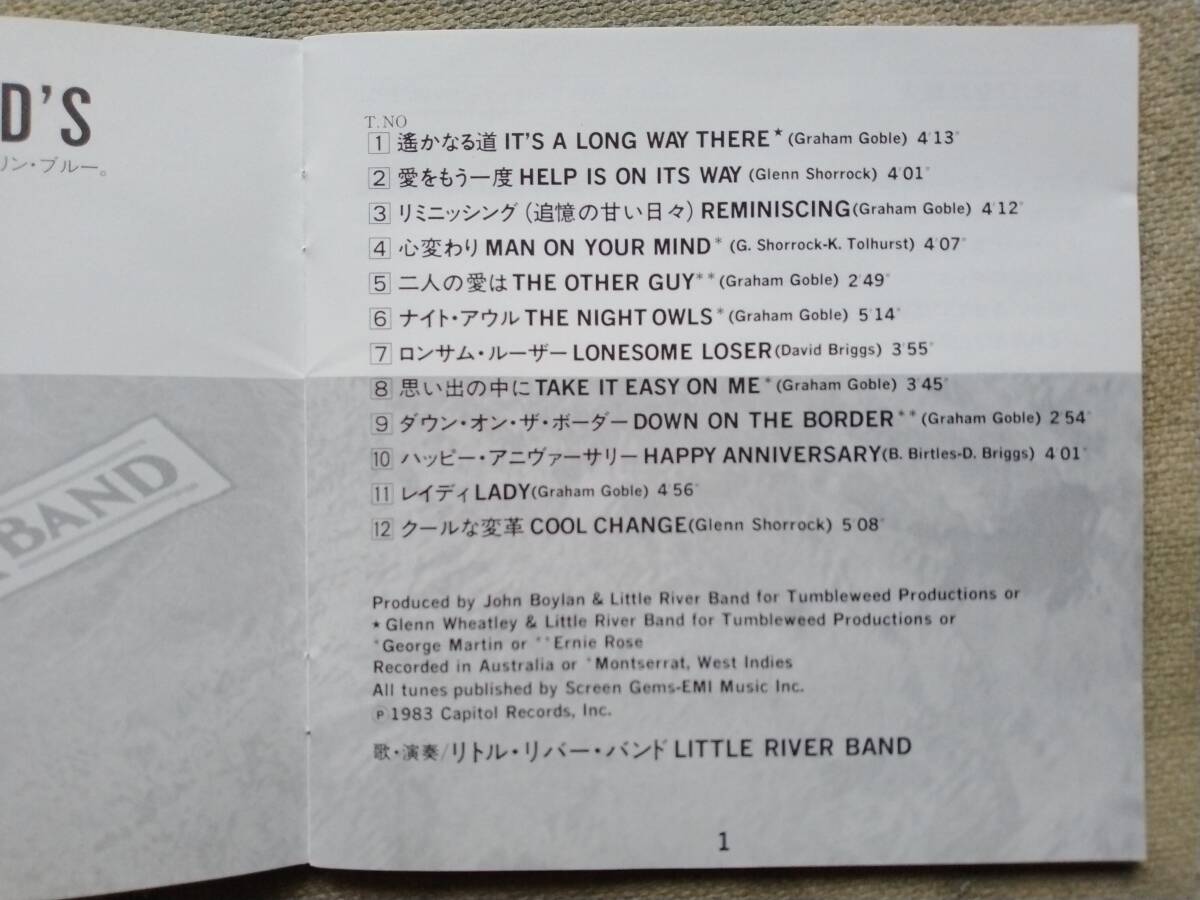 D'S
リン・ブルー。
BAND
T.NO
1 遙かなる道 IT'S A LONG WAY THERE★(Graham Goble) 4'13"
2 愛をもう一度 HELP IS ON ITS WAY (Glenn Shorrock) 4'01"
3 リミニッシング (追憶の甘い日々) REMINISCING(Graham Goble) 4'12"
4 心変わり MAN ON YOUR MIND* (G. Shorrock-K. Tolhurst) 4'07"
5 二人の愛は THE OTHER GUY**(Graham Goble) 2'49"
6 ナイト・アウル THE NIGHT OWLS*(Graham Goble) 5'14"
7 ロンサム・ルーザー LONESOME LOSER(David Briggs) 3'55"
8 思い出の中に TAKE IT EASY ON ME*(Graham Goble) 3'45"
9 ダウン・オン・ザ・ボーダー DOWN ON THE BORDER**(Graham Goble) 2'54"
10 ハッピー・アニヴァーサリー HAPPY ANNIVERSARY(B. Birtles-D. Briggs) 4'01"
11 レイディ LADY(Graham Goble) 4'56"
12 クールな変革 COOL CHANGE(Glenn Shorrock) 5'08"
Produced by John Boylan & Little River Band for Tumbleweed Productions or
★Glenn Wheatley & Little River Band for Tumbleweed Productions or
*George Martin or **Ernie Rose
Recorded in Australia or *Montserrat, West Indies
All tunes published by Screen Gems-EMI Music Inc.
℗1983 Capitol Records, Inc.
歌・演奏/リトル・リバー・バンド LITTLE RIVER BAND
1